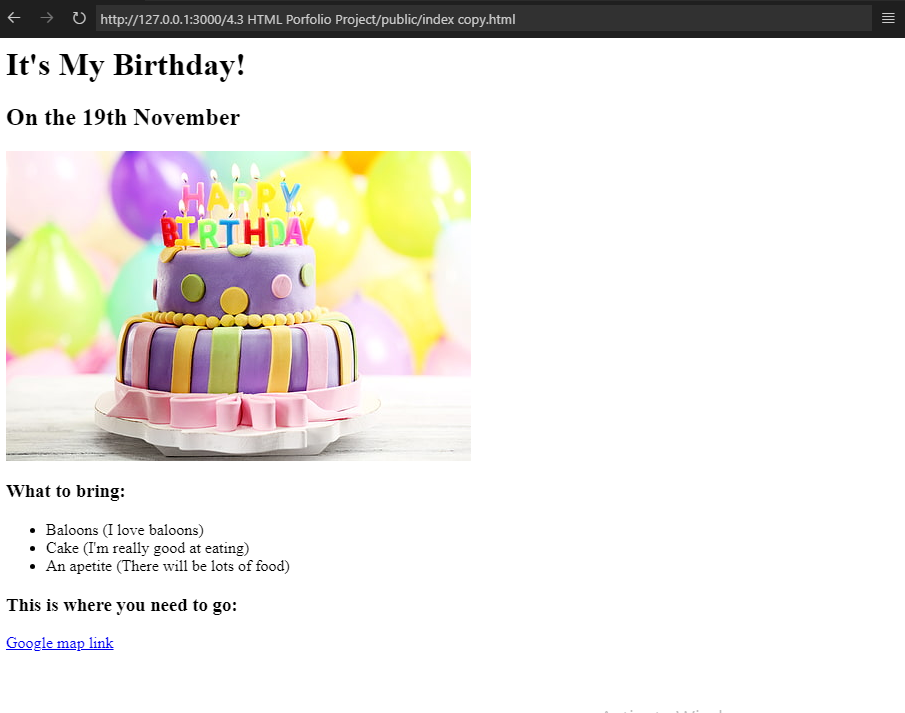 http://127.0.0.1:3000/4.3 HTML Porfolio Project/public/index copy.html
It's My Birthday!
On the 19th November
HAPPY
BIRTHDAY
What to bring:
Baloons (I love baloons)
Cake (I'm really good at eating)
An apetite (There will be lots of food)
This is where you need to go:
Google map link